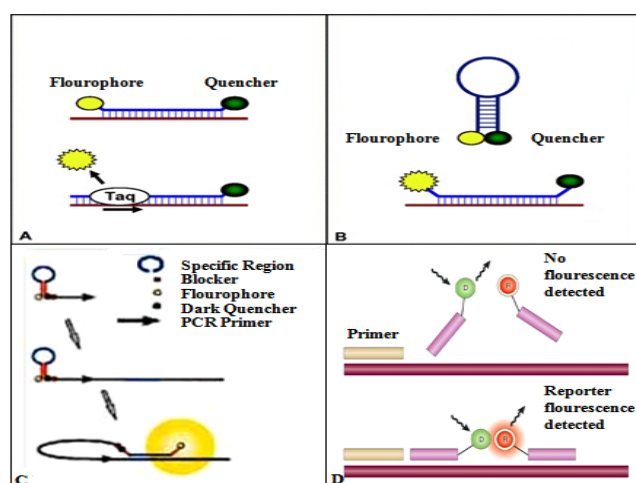 Flourophore Quencher
Taq
A
Flourophore Quencher
B
Specific Region
Blocker
Flourophore
Dark Quencher
PCR Primer
C
No
flourescence
detected
D R
Primer
Reporter
flourescence
detected
D R
D